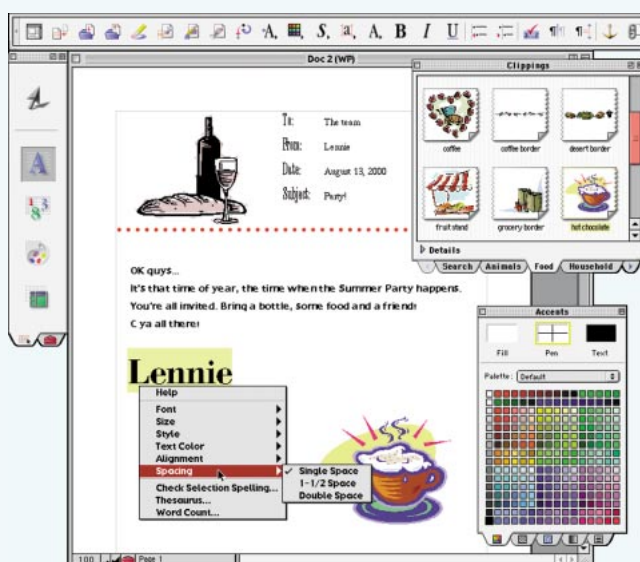 A, S, a, A, B I U
Doc 2 (WP)
Clippings
To: The team
From: Lennie
Date: August 13, 2000
Subject: Party!
coffee
coffee border
desert border
fruit stand
grocery border
hot chocolate
Details
Search
Animals
Food
Household
OK guys...
It's that time of year, the time when the Summer Party happens.
You're all invited. Bring a bottle, some food and a friend!
C ya all there!
Lennie
Help
Font
Size
Style
Text Color
Alignment
Spacing
✓ Single Space
1-1/2 Space
Double Space
Check Selection Spelling...
Thesaurus...
Word Count...
Accents
Fill
Pen
Text
Palette: Default
100
Page 1